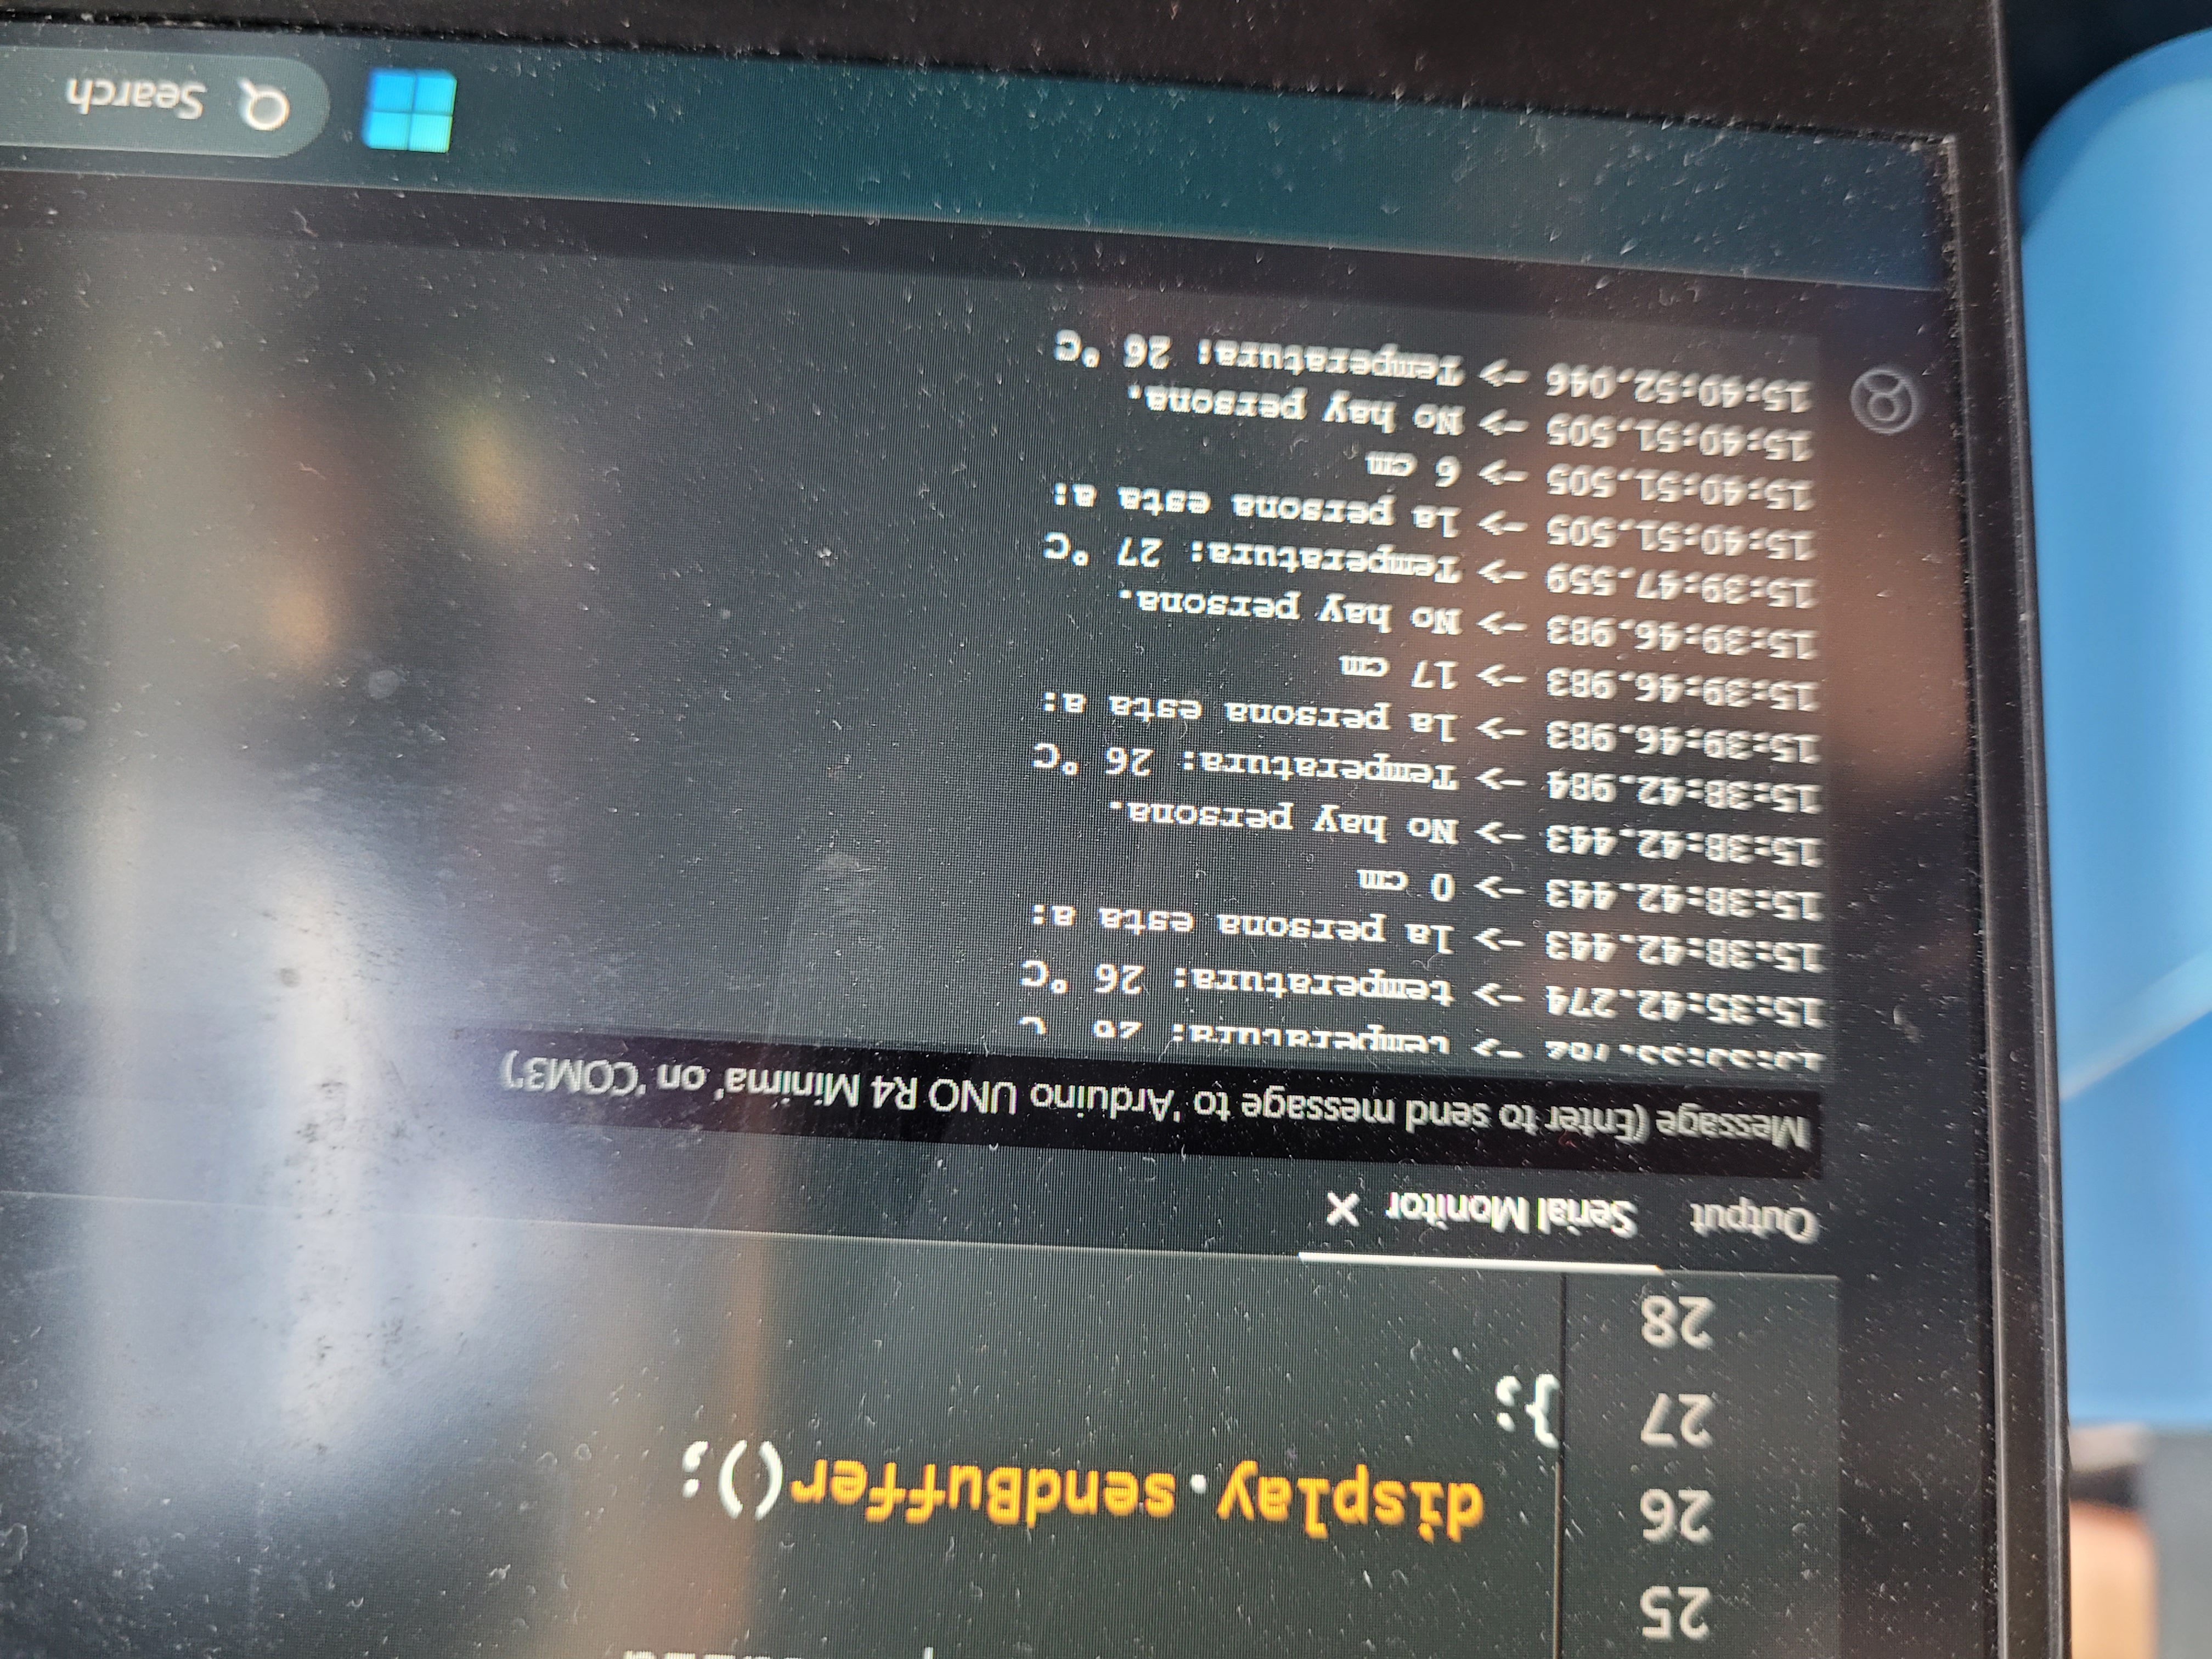 25
26 display.sendBuffer();
27 };
28
Output Serial Monitor X
Message (Enter to send message to 'Arduino UNO R4 Minima' on 'COM3')
temperatura: 26 °C
15:35:42.274 -> temperatura: 26 °C
15:38:42.443 -> la persona esta a:
15:38:42.443 -> 0 cm
15:38:42.443 -> No hay persona.
15:38:42.984 -> Temperatura: 26 °C
15:39:46.983 -> la persona esta a:
15:39:46.983 -> 17 cm
15:39:46.983 -> No hay persona.
15:39:47.559 -> Temperatura: 27 °C
15:40:51.505 -> la persona esta a:
15:40:51.505 -> 6 cm
15:40:51.505 -> No hay persona.
15:40:52.046 -> Temperatura: 26 °C
Search